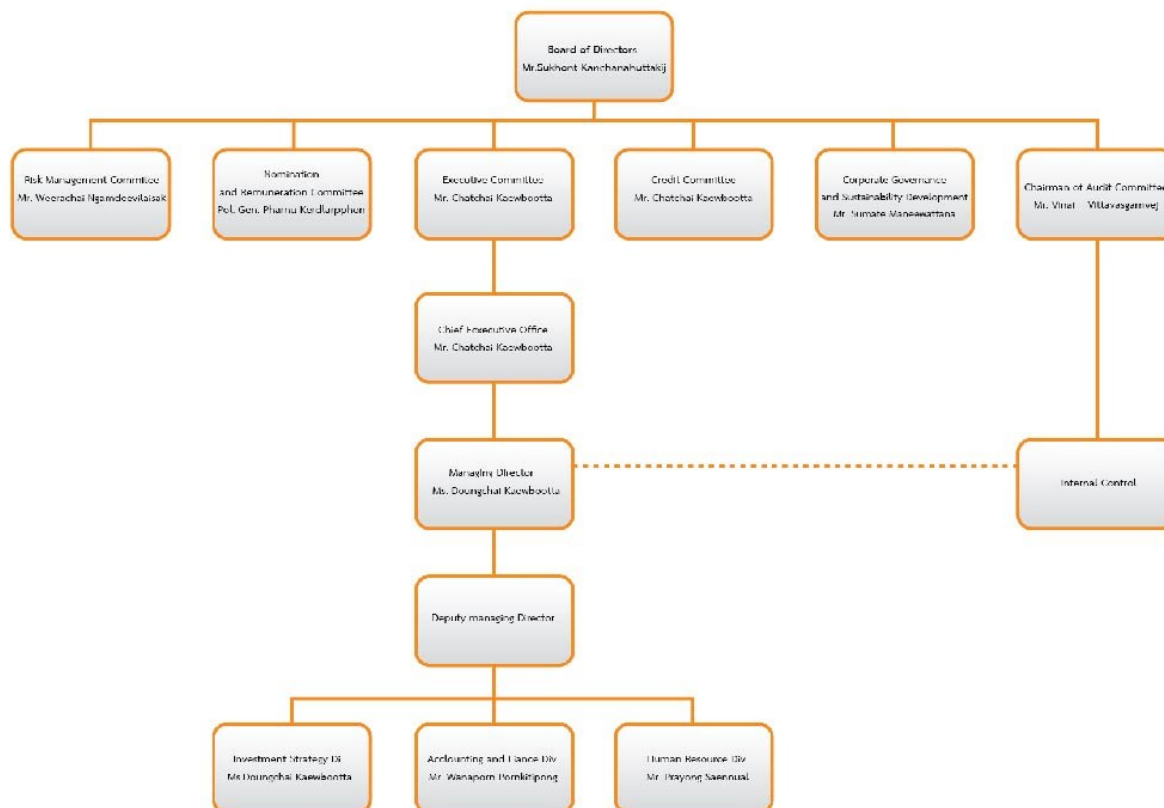 Board of Directors
Mr.Sukhont Kanchanahuttakij
Risk Management Committee
Mr. Weerachai Ngamdeevilaisak
Nomination
and Remuneration Committee
Pol. Gen. Phamu Kerdlarpphon
Executive Committee
Mr. Chatchai Kaewbootta
Credit Committee
Mr. Chatchai Kaewbootta
Corporate Governance
and Sustainability Development
Mr. Sumate Maneewattana
Chairman of Audit Committee
Mr. Vinai Vittavasgarnvej
Chief Eoxecutive Office
Mr. Chatchai Kaewbootta
Managing Director
Ms. Doungchai Kaewbootta
Internal Control
Deputy managing Director
Investment Strategy Di
Ms.Doungchai Kaewbootta
Acclounting and Fiance Div
Mr. Wanaporn Pornkitipong
Human Resource Div
Mr. Prayong Saennual